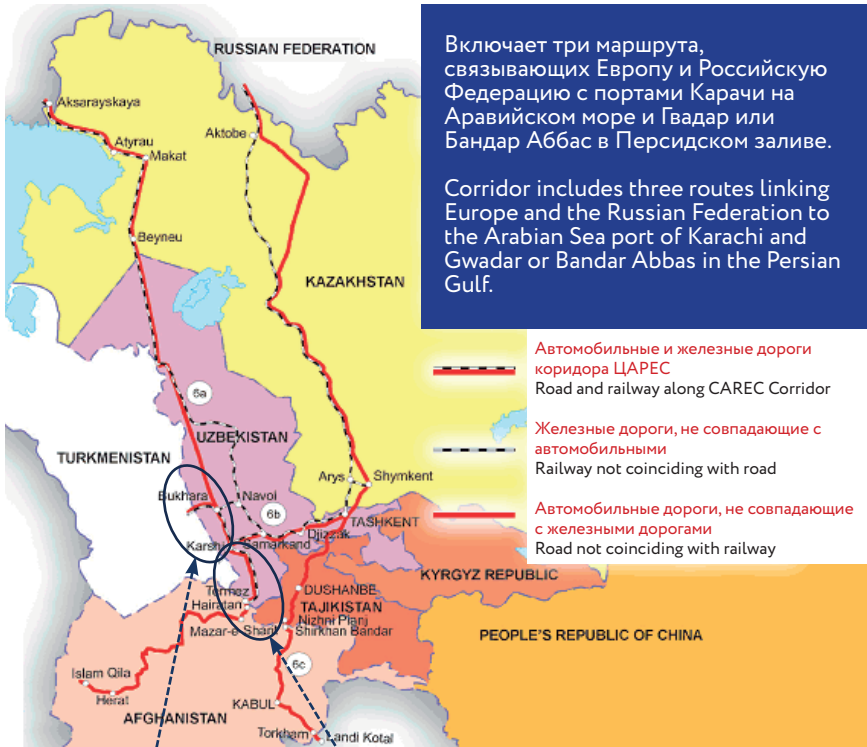 RUSSIAN FEDERATION
Aksarayskaya
Atyrau
Makat
Aktobe
Beyneu
KAZAKHSTAN
6a
UZBEKISTAN
TURKMENISTAN
Bukhara
Navoi
Arys
Shymkent
6b
TASHKENT
Djizzak
Samarkand
Karshi
KYRGYZ REPUBLIC
DUSHANBE
Termez
Hairatan
TAJIKISTAN
Nizhni Pianj
Mazar-e Sharif
Shirkhan Bandar
PEOPLE'S REPUBLIC OF CHINA
6c
Islam Qila
Herat
KABUL
AFGHANISTAN
Torkham
Landi Kotal
Включает три маршрута,
связывающих Европу и Российскую
Федерацию с портами Карачи на
Аравийском море и Гвадар или
Бандар Аббас в Персидском заливе.
Corridor includes three routes linking
Europe and the Russian Federation to
the Arabian Sea port of Karachi and
Gwadar or Bandar Abbas in the Persian
Gulf.
Автомобильные и железные дороги
коридора ЦАРЕС
Road and railway along CAREC Corridor
Железные дороги, не совпадающие с
автомобильными
Railway not coinciding with road
Автомобильные дороги, не совпадающие
с железными дорогами
Road not coinciding with railway